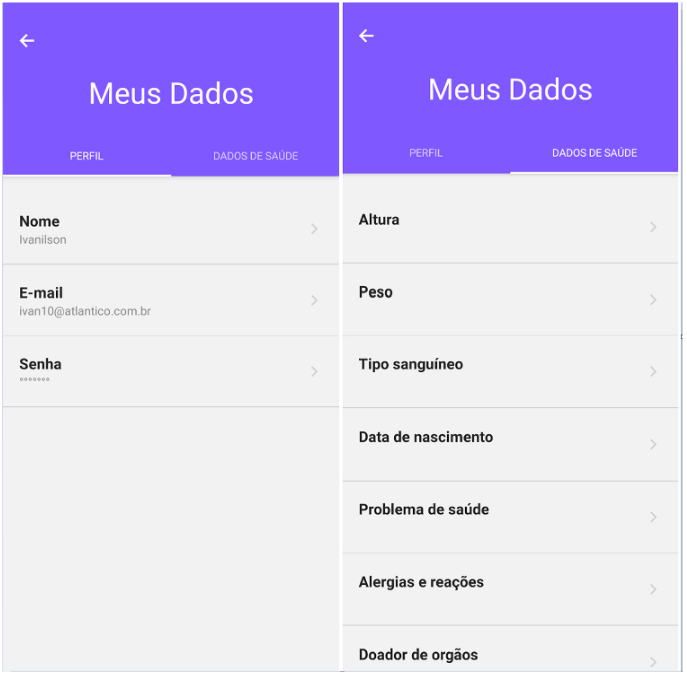 Meus Dados
PERFIL
DADOS DE SAÚDE
Nome
Ivanilson
E-mail
ivan10@atlantico.com.br
Senha
Meus Dados
PERFIL
DADOS DE SAÚDE
Altura
Peso
Tipo sanguíneo
Data de nascimento
Problema de saúde
Alergias e reações
Doador de orgãos